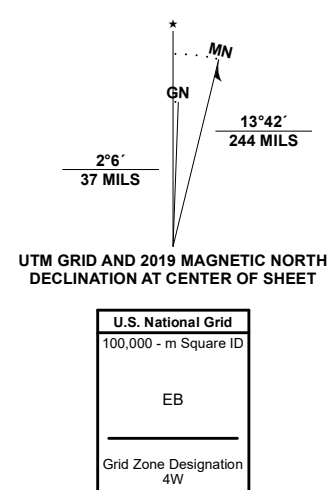 ★
MN
GN
13°42´
244 MILS
2°6´
37 MILS
UTM GRID AND 2019 MAGNETIC NORTH
DECLINATION AT CENTER OF SHEET
U.S. National Grid
100,000 - m Square ID
EB
Grid Zone Designation
4W